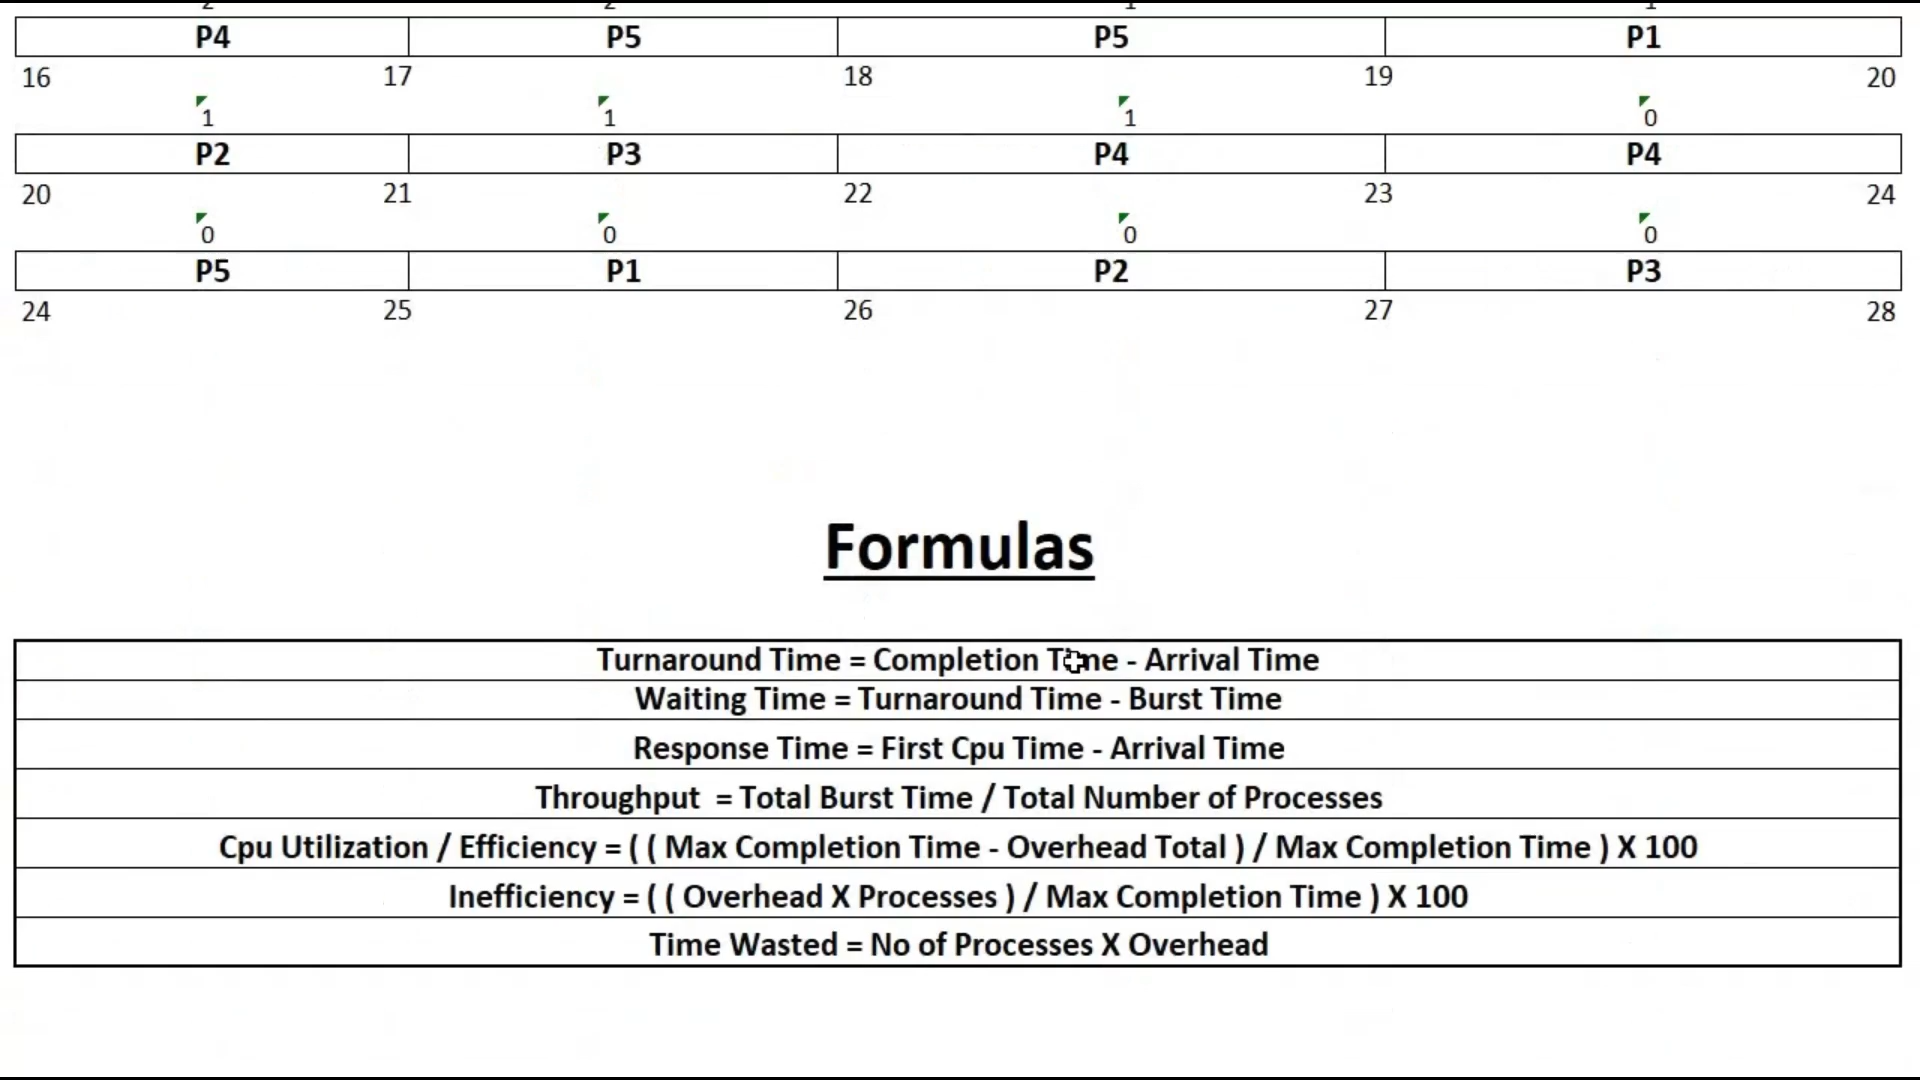 P4 P5 P5 P1
16 17 18 19 20
1 1 1 0
P2 P3 P4 P4
20 21 22 23 24
0 0 0 0
P5 P1 P2 P3
24 25 26 27 28
Formulas
Turnaround Time = Completion Time - Arrival Time
Waiting Time = Turnaround Time - Burst Time
Response Time = First Cpu Time - Arrival Time
Throughput = Total Burst Time / Total Number of Processes
Cpu Utilization / Efficiency = ( ( Max Completion Time - Overhead Total ) / Max Completion Time ) X 100
Inefficiency = ( ( Overhead X Processes ) / Max Completion Time ) X 100
Time Wasted = No of Processes X Overhead